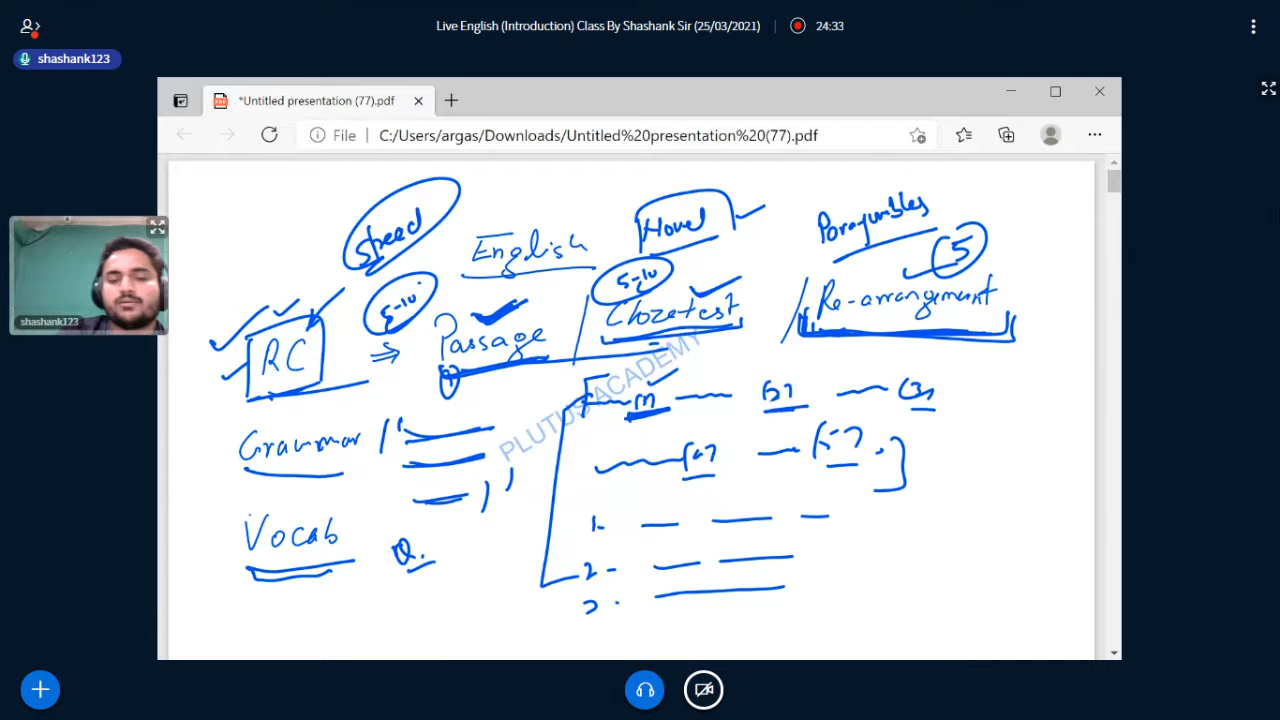 Live English (Introduction) Class By Shashank Sir (25/03/2021)
24:33
shashank123
*Untitled presentation (77).pdf
File
C:/Users/argas/Downloads/Untitled%20presentation%20(77).pdf
shashank123
Speed
English
Novel
Parajumbles
5
5-10
5-10
RC
Passage
Clozetest
Re-arrangement
PLUTUS ACADEMY
Grammar
Vocab
Q.
1-
2-